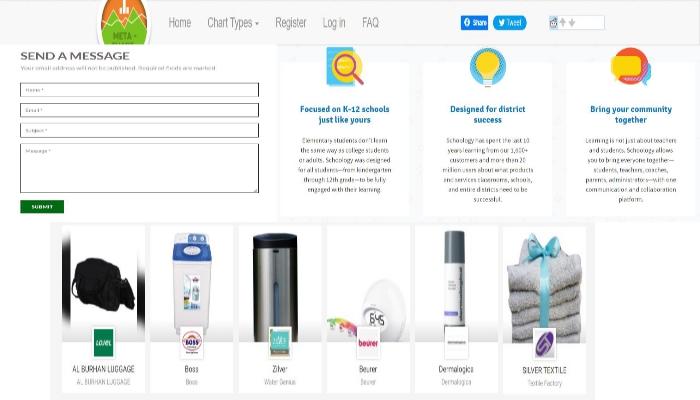 META -
Home
Chart Types
Register
Log in
FAQ
Share
Tweet
SEND A MESSAGE
Your email address will not be published. Required fields are marked
Name *
Email *
Subject *
Message *
SUBMIT
Focused on K-12 schools
just like yours
Elementary students don't learn
the same way as college students
or adults. Schoology was designed
for all students—from kindergarten
through 12th grade—to be fully
engaged with their learning.
Designed for district
success
Schoology has spent the last 10
years learning from our 1,600+
customers and more than 20
million users about what products
and services classrooms, schools,
and entire districts need to be
successful.
Bring your community
together
Learning is not just about teachers
and students. Schoology allows
you to bring everyone together—
students, teachers, coaches,
parents, administrators—with one
communication and collaboration
platform.
LOJEL
AL BURHAN LUGGAGE
AL BURHAN LUGGAGE
BOSS
Boss
Boss
Zilver
Water Genius
beurer
Beurer
Beurer
Dermalogica
Dermalogica
SILVER TEXTILE
Textile Factory